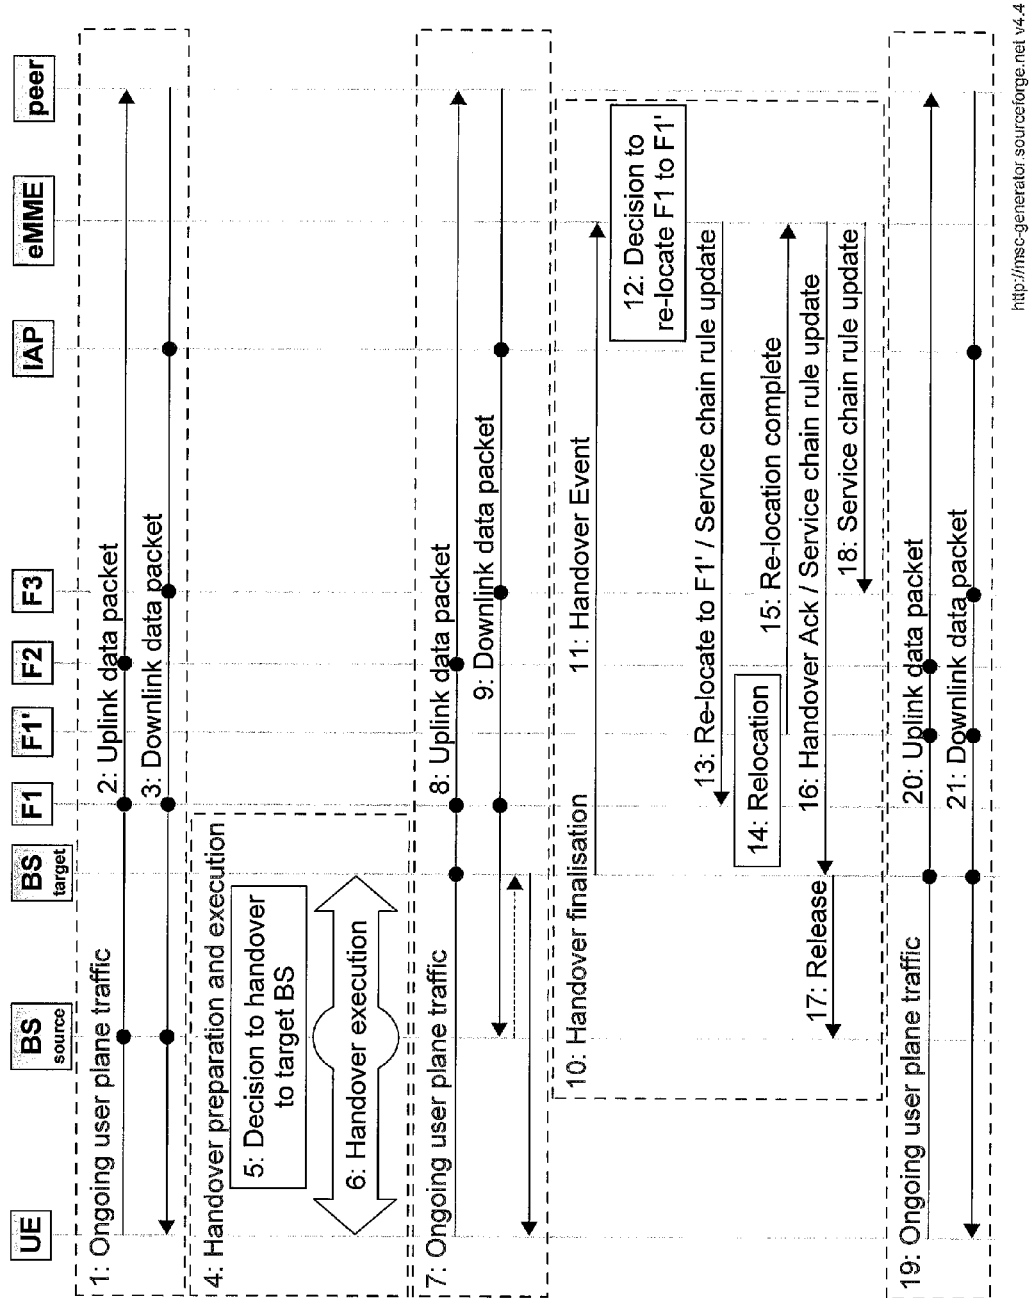 UE
BS
source
BS
target
F1
F1'
F2
F3
IAP
eMME
peer
1: Ongoing user plane traffic
2: Uplink data packet
3: Downlink data packet
4: Handover preparation and execution
5: Decision to handover
to target BS
6: Handover execution
7: Ongoing user plane traffic
8: Uplink data packet
9: Downlink data packet
10: Handover finalisation
11: Handover Event
12: Decision to
re-locate F1 to F1'
13: Re-locate to F1' / Service chain rule update
14: Relocation
15: Re-location complete
16: Handover Ack / Service chain rule update
17: Release
18: Service chain rule update
19: Ongoing user plane traffic
20: Uplink data packet
21: Downlink data packet
http://msc-generator.sourceforge.net v4.4